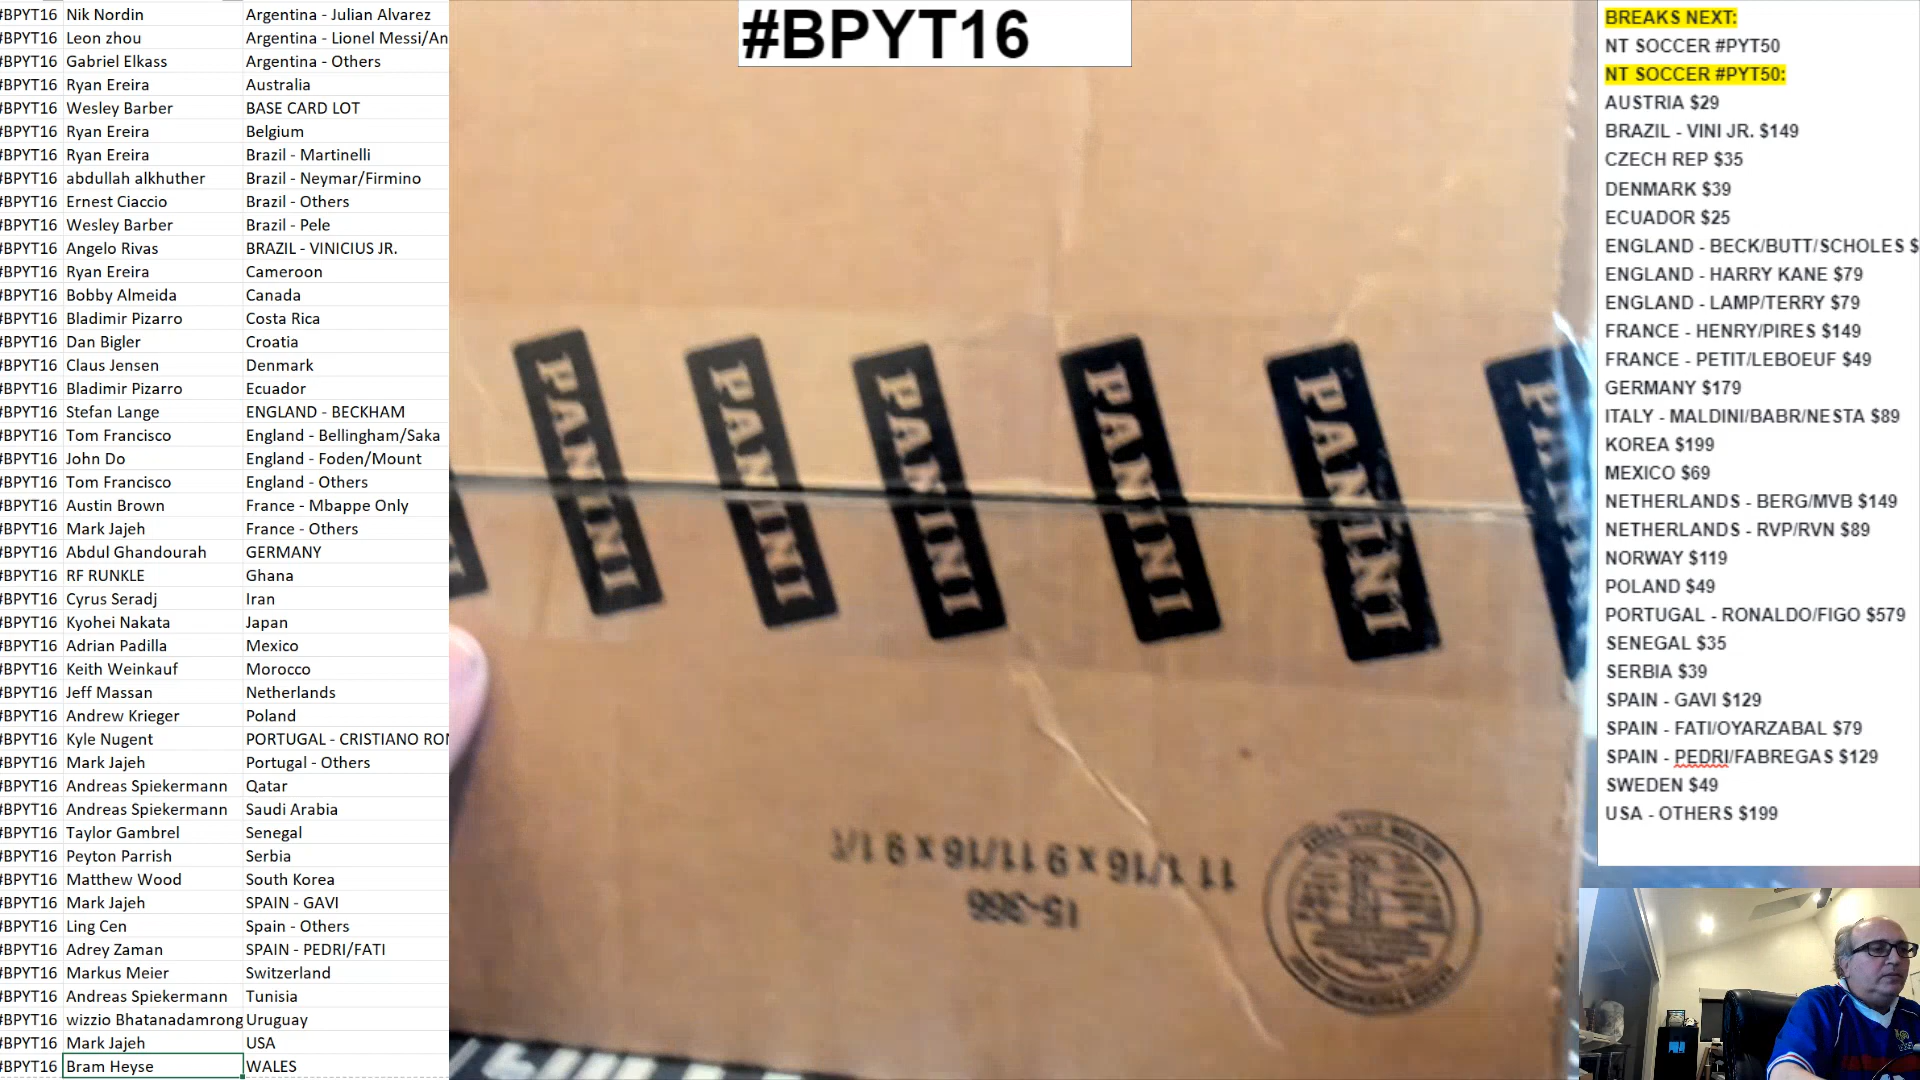 #BPYT16 Nik Nordin Argentina - Julian Alvarez
#BPYT16 Leon zhou Argentina - Lionel Messi/An
#BPYT16 Gabriel Elkass Argentina - Others
#BPYT16 Ryan Ereira Australia
#BPYT16 Wesley Barber BASE CARD LOT
#BPYT16 Ryan Ereira Belgium
#BPYT16 Ryan Ereira Brazil - Martinelli
#BPYT16 abdullah alkhuther Brazil - Neymar/Firmino
#BPYT16 Ernest Ciaccio Brazil - Others
#BPYT16 Wesley Barber Brazil - Pele
#BPYT16 Angelo Rivas BRAZIL - VINICIUS JR.
#BPYT16 Ryan Ereira Cameroon
#BPYT16 Bobby Almeida Canada
#BPYT16 Bladimir Pizarro Costa Rica
#BPYT16 Dan Bigler Croatia
#BPYT16 Claus Jensen Denmark
#BPYT16 Bladimir Pizarro Ecuador
#BPYT16 Stefan Lange ENGLAND - BECKHAM
#BPYT16 Tom Francisco England - Bellingham/Saka
#BPYT16 John Do England - Foden/Mount
#BPYT16 Tom Francisco England - Others
#BPYT16 Austin Brown France - Mbappe Only
#BPYT16 Mark Jajeh France - Others
#BPYT16 Abdul Ghandourah GERMANY
#BPYT16 RF RUNKLE Ghana
#BPYT16 Cyrus Seradj Iran
#BPYT16 Kyohei Nakata Japan
#BPYT16 Adrian Padilla Mexico
#BPYT16 Keith Weinkauf Morocco
#BPYT16 Jeff Massan Netherlands
#BPYT16 Andrew Krieger Poland
#BPYT16 Kyle Nugent PORTUGAL - CRISTIANO RON
#BPYT16 Mark Jajeh Portugal - Others
#BPYT16 Andreas Spiekermann Qatar
#BPYT16 Andreas Spiekermann Saudi Arabia
#BPYT16 Taylor Gambrel Senegal
#BPYT16 Peyton Parrish Serbia
#BPYT16 Matthew Wood South Korea
#BPYT16 Mark Jajeh SPAIN - GAVI
#BPYT16 Ling Cen Spain - Others
#BPYT16 Adrey Zaman SPAIN - PEDRI/FATI
#BPYT16 Markus Meier Switzerland
#BPYT16 Andreas Spiekermann Tunisia
#BPYT16 wizzio Bhatanadamrong Uruguay
#BPYT16 Mark Jajeh USA
#BPYT16 Bram Heyse WALES
#BPYT16
PANINI PANINI PANINI PANINI PANINI PANINI
11 1/16 x 9 11/16 x 9 1/
15-366
BREAKS NEXT:
NT SOCCER #PYT50
NT SOCCER #PYT50:
AUSTRIA $29
BRAZIL - VINI JR. $149
CZECH REP $35
DENMARK $39
ECUADOR $25
ENGLAND - BECK/BUTT/SCHOLES $
ENGLAND - HARRY KANE $79
ENGLAND - LAMP/TERRY $79
FRANCE - HENRY/PIRES $149
FRANCE - PETIT/LEBOEUF $49
GERMANY $179
ITALY - MALDINI/BABR/NESTA $89
KOREA $199
MEXICO $69
NETHERLANDS - BERG/MVB $149
NETHERLANDS - RVP/RVN $89
NORWAY $119
POLAND $49
PORTUGAL - RONALDO/FIGO $579
SENEGAL $35
SERBIA $39
SPAIN - GAVI $129
SPAIN - FATI/OYARZABAL $79
SPAIN - PEDRI/FABREGAS $129
SWEDEN $49
USA - OTHERS $199